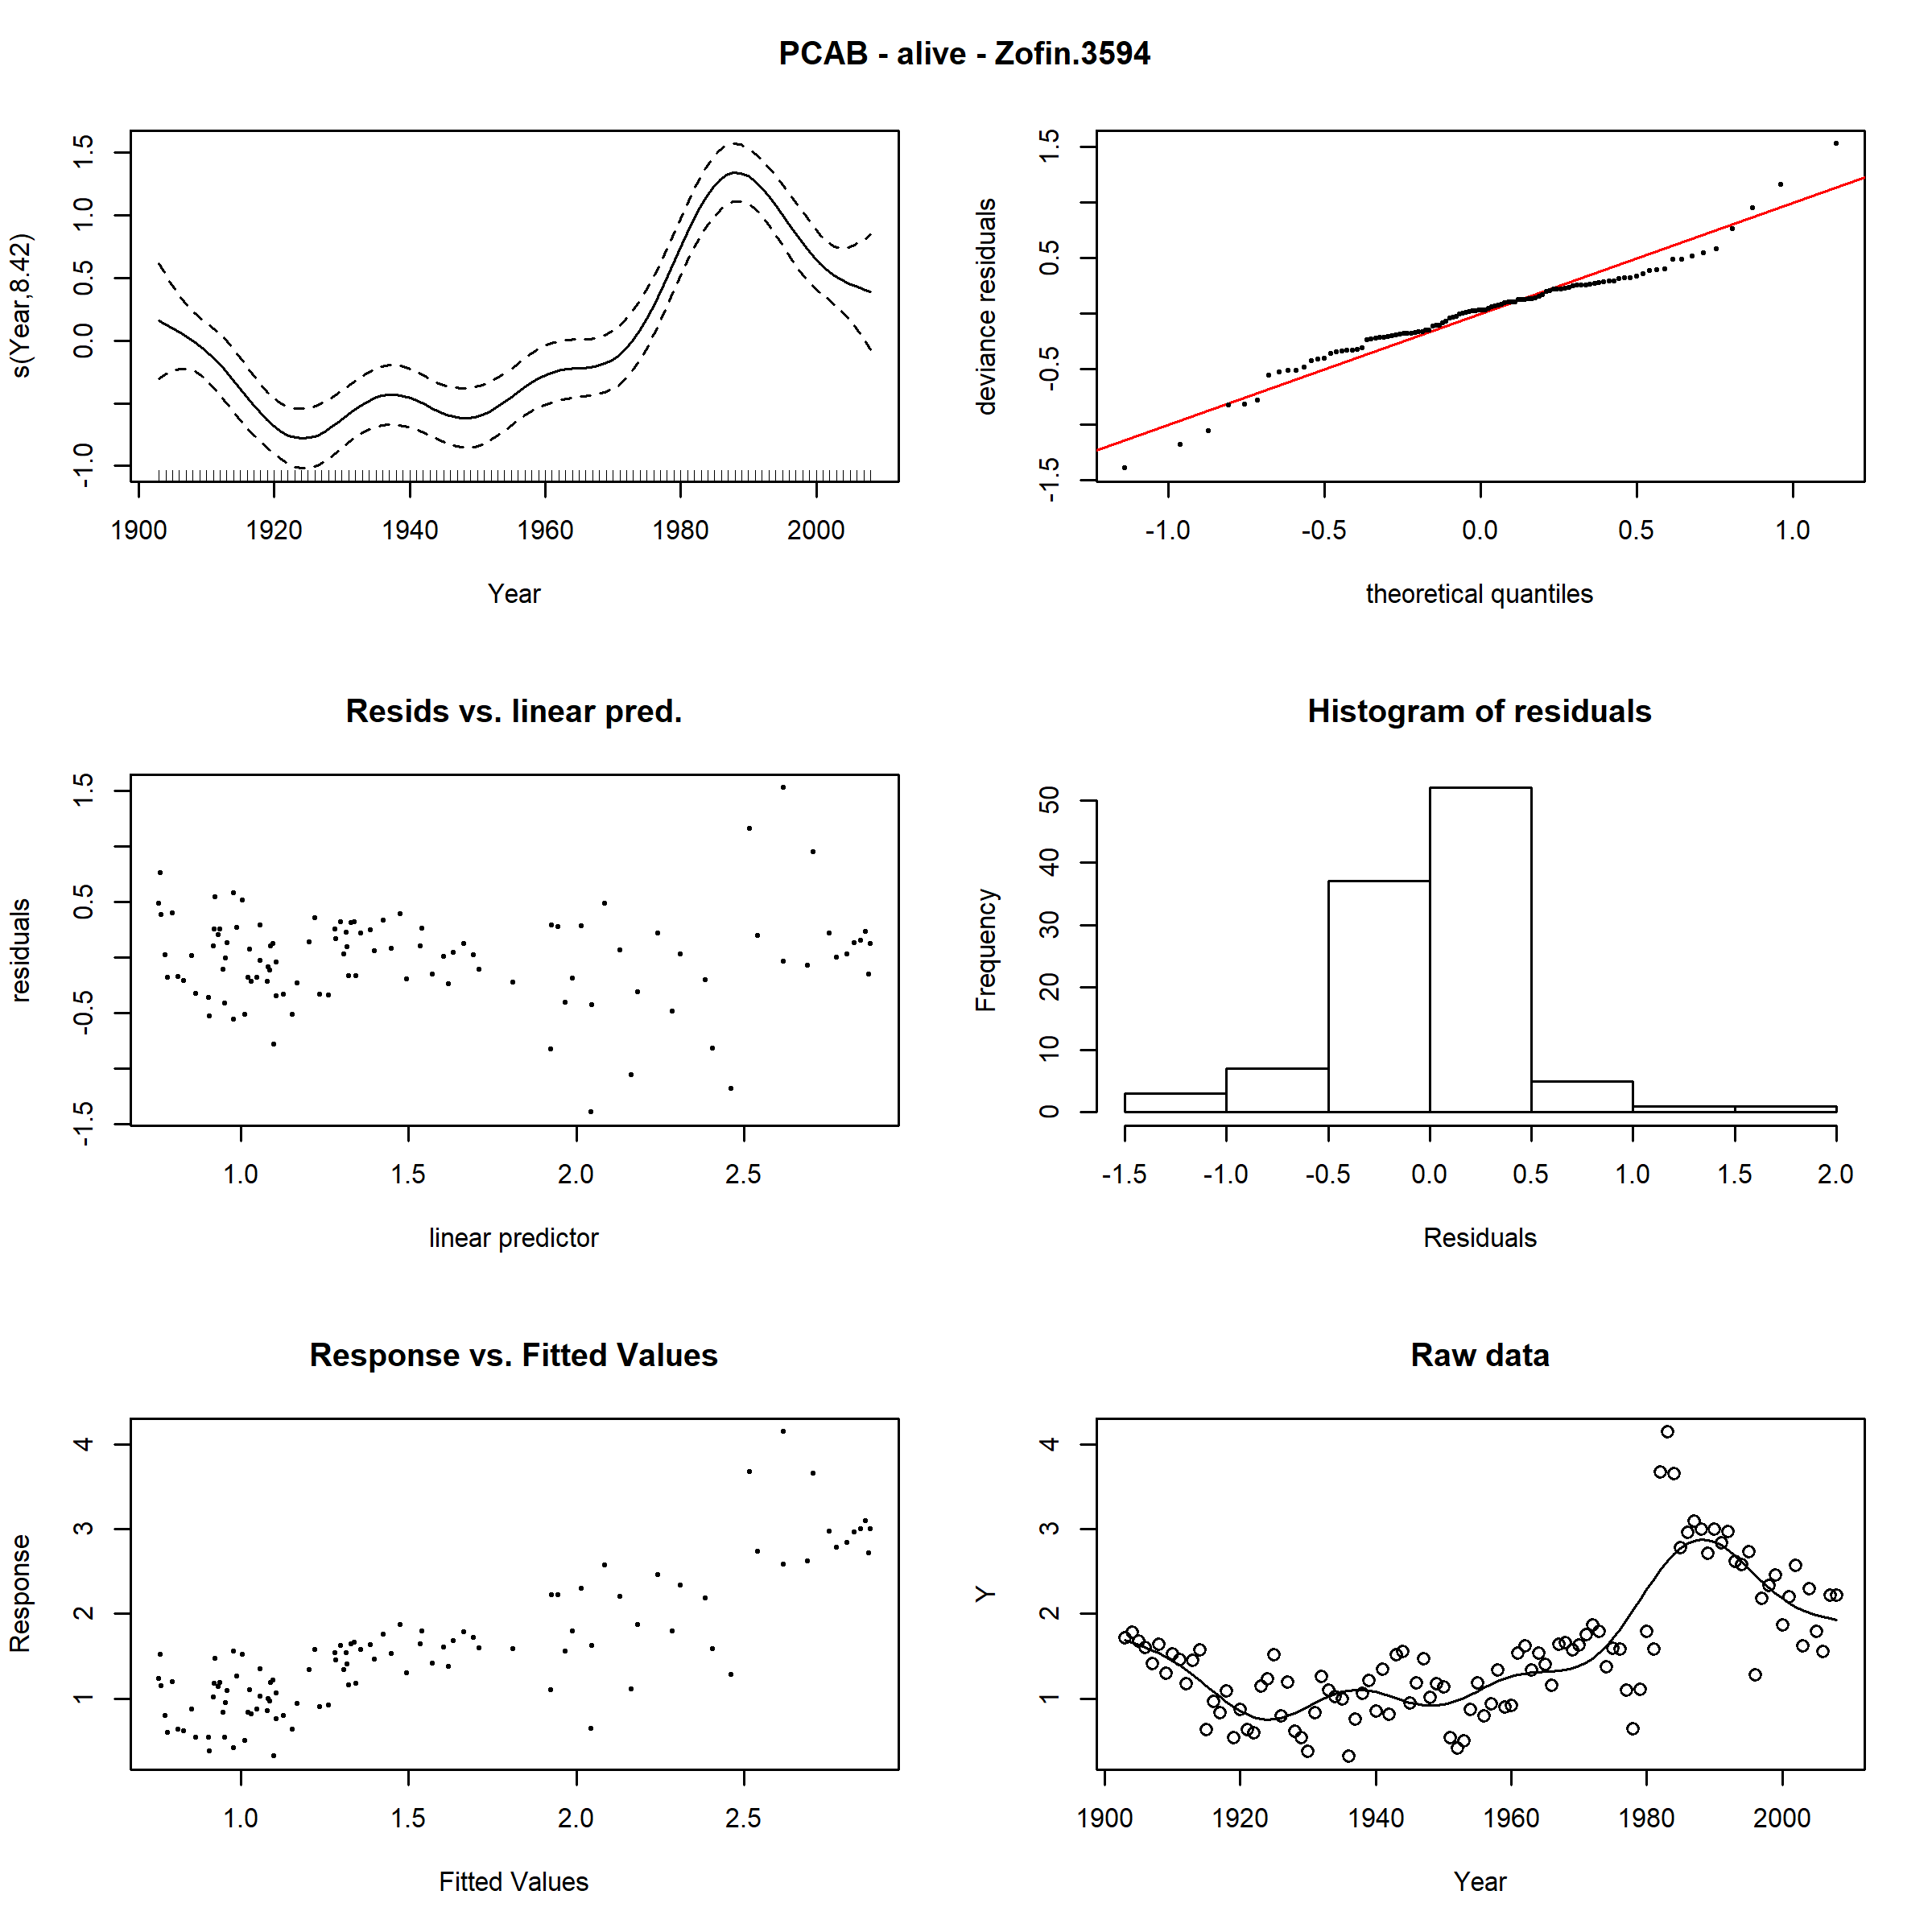 PCAB - alive - Zofin.3594
s(Year,8.42)
-1.0 0.0 0.5 1.0 1.5
1900 1920 1940 1960 1980 2000
Year
deviance residuals
-1.5 -0.5 0.5 1.5
-1.0 -0.5 0.0 0.5 1.0
theoretical quantiles
Resids vs. linear pred.
residuals
-1.5 -0.5 0.5 1.5
1.0 1.5 2.0 2.5
linear predictor
Histogram of residuals
Frequency
0 10 20 30 40 50
-1.5 -1.0 -0.5 0.0 0.5 1.0 1.5 2.0
Residuals
Response vs. Fitted Values
Response
1 2 3 4
1.0 1.5 2.0 2.5
Fitted Values
Raw data
Y
1 2 3 4
1900 1920 1940 1960 1980 2000
Year